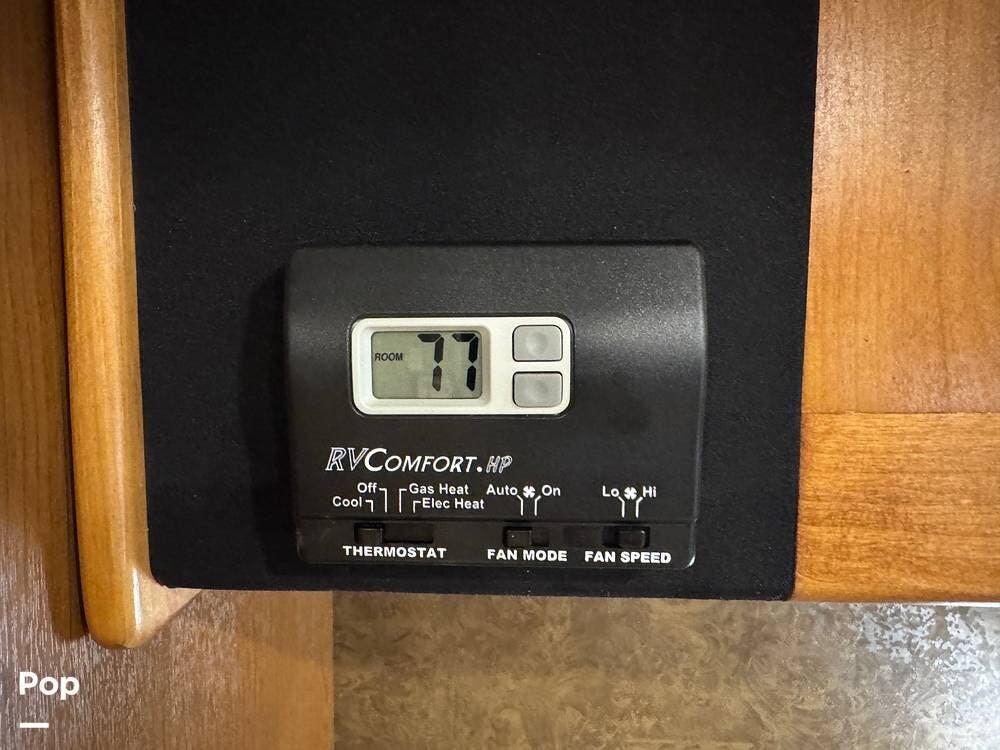 ROOM 77
RVCOMFORT.HP
Off Gas Heat Auto On Lo Hi
Cool Elec Heat
THERMOSTAT FAN MODE FAN SPEED
Pop